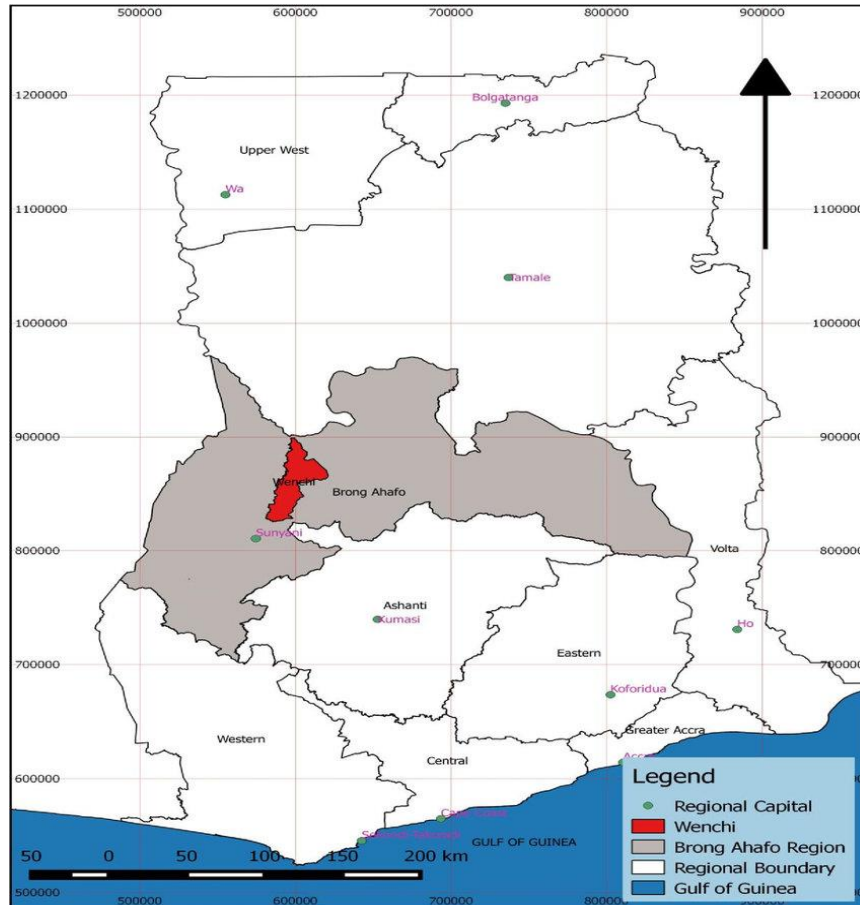 500000 600000 700000 800000 900000
1200000 Bolgatanga 1200000
Upper West
Wa
1100000 1100000
Tamale
1000000 1000000
900000 900000
Wenchi
Brong Ahafo
Sunyani
800000 Volta 800000
Ashanti
Kumasi Ho
Eastern
700000 700000
Koforidua
Greater Accra
Western
Central
600000 600000
Legend
Regional Capital
Wenchi
Brong Ahafo Region
Regional Boundary
Gulf of Guinea
GULF OF GUINEA
50 0 50 100 150 200 km
500000 500000
500000 600000 700000 800000 900000